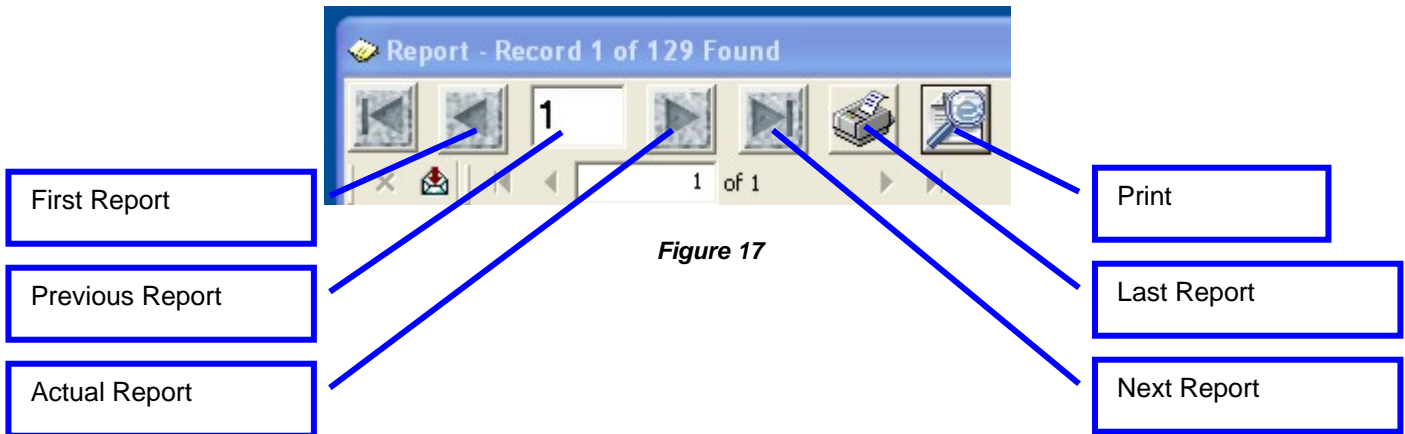 Report - Record 1 of 129 Found
1
1 of 1
First Report
Print
Figure 17
Previous Report
Last Report
Actual Report
Next Report